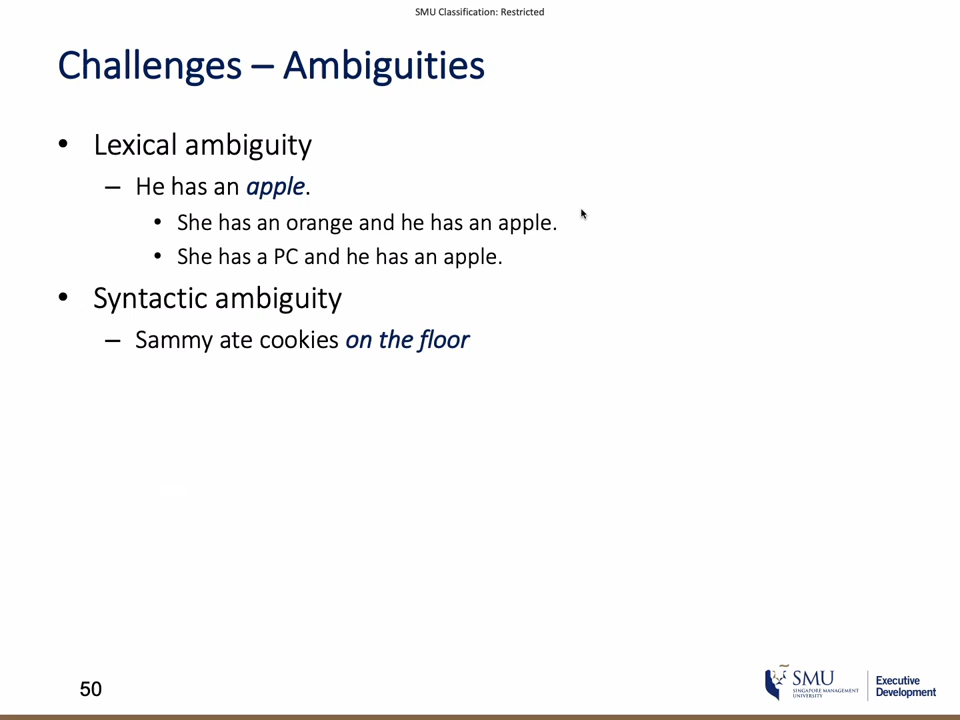 SMU Classification: Restricted
Challenges – Ambiguities
• Lexical ambiguity
– He has an apple.
• She has an orange and he has an apple.
• She has a PC and he has an apple.
• Syntactic ambiguity
– Sammy ate cookies on the floor
50
SMU
SINGAPORE MANAGEMENT
UNIVERSITY
Executive
Development